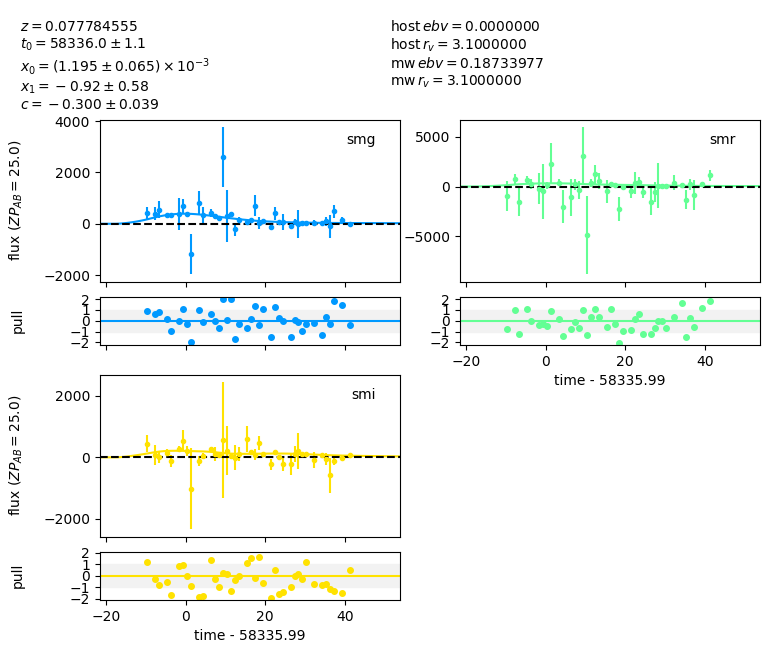 z = 0.077784555
t₀ = 58336.0 ± 1.1
x₀ = (1.195 ± 0.065) × 10⁻³
x₁ = − 0.92 ± 0.58
c = − 0.300 ± 0.039
host ebv = 0.0000000
host r_v = 3.1000000
mw ebv = 0.18733977
mw r_v = 3.1000000
smg
flux (ZP_AB = 25.0)
4000
2000
0
−2000
smr
5000
0
−5000
pull
2
1
0
−1
−2
2
1
0
−1
−2
−20
0
20
40
time - 58335.99
smi
flux (ZP_AB = 25.0)
2000
0
−2000
pull
2
1
0
−1
−2
−20
0
20
40
time - 58335.99